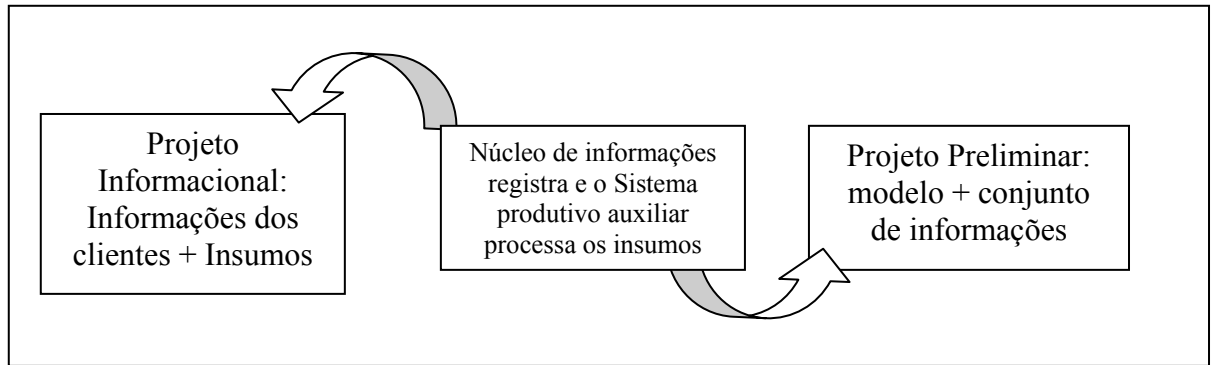 Projeto
Informacional:
Informações dos
clientes + Insumos
Núcleo de informações
registra e o Sistema
produtivo auxiliar
processa os insumos
Projeto Preliminar:
modelo + conjunto
de informações